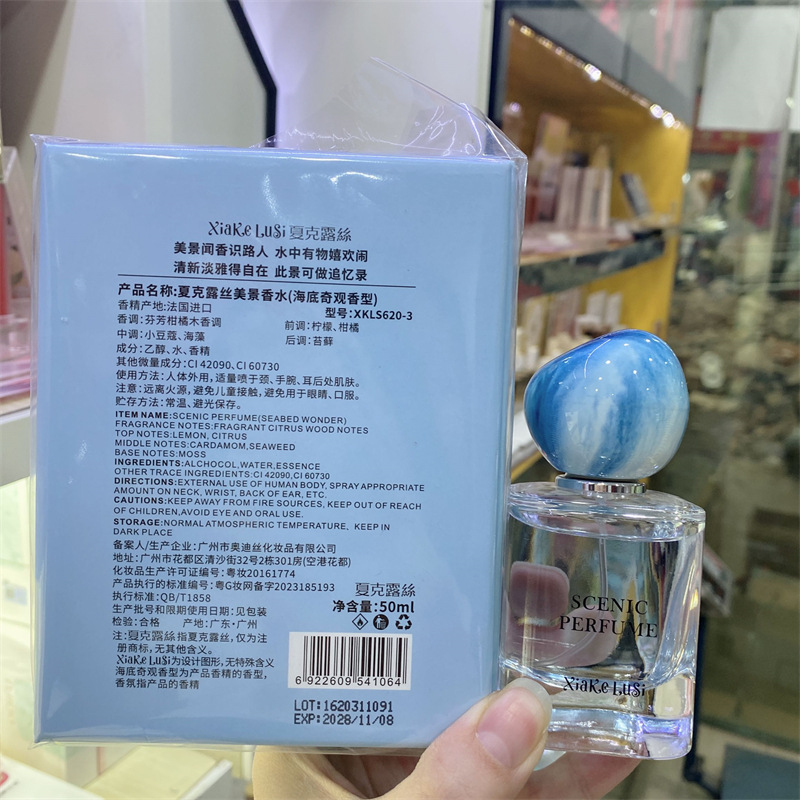 XiaKe LuSi 夏克露絲
美景闻香识路人 水中有物嬉欢闹
清新淡雅得自在 此景可做追忆录
产品名称:夏克露丝美景香水(海底奇观香型)
香精产地:法国进口 型号:XKLS620-3
香调:芬芳柑橘木香调 前调:柠檬、柑橘
中调:小豆蔻、海藻 后调:苔藓
成分:乙醇、水、香精
其他微量成分:CI 42090、CI 60730
使用方法:人体外用,适量喷于颈、手腕、耳后处肌肤。
注意:远离火源,避免儿童接触,避免用于眼睛、口服。
贮存方法:常温、避光保存。
ITEM NAME:SCENIC PERFUME(SEABED WONDER)
FRAGRANCE NOTES:FRAGRANT CITRUS WOOD NOTES
TOP NOTES:LEMON, CITRUS
MIDDLE NOTES:CARDAMOM,SEAWEED
BASE NOTES:MOSS
INGREDIENTS:ALCHOCOL,WATER,ESSENCE
OTHER TRACE INGREDIENTS:CI 42090,CI 60730
DIRECTIONS:EXTERNAL USE OF HUMAN BODY, SPRAY APPROPRIATE
AMOUNT ON NECK, WRIST, BACK OF EAR, ETC.
CAUTIONS:KEEP AWAY FROM FIRE SOURCES, KEEP OUT OF REACH
OF CHILDREN,AVOID EYE AND ORAL USE.
STORAGE:NORMAL ATMOSPHERIC TEMPERATURE、KEEP IN
DARK PLACE
备案人/生产企业:广州市奥迪丝化妆品有限公司
地址:广州市花都区清沙街32号之二5栋301房(空港花都)
化妆品生产许可证编号:粤妆20161774
产品执行的标准编号:粤G妆网备字2023185193
执行标准:QB/T1858
生产批号和限期使用日期:见包装
检验:合格 产地:广东·广州
注:夏克露絲指夏克露丝,仅为注
册商标,无其它含义。
XiaKe LuSi为设计图形,无特殊含义
海底奇观香型为产品香精的香型,
香氛指产品的香精
夏克露絲
净含量:50ml
6 922609 541064
LOT:1620311091
EXP:2028/11/08
SCENIC
PERFUME
XiaKe LuSi